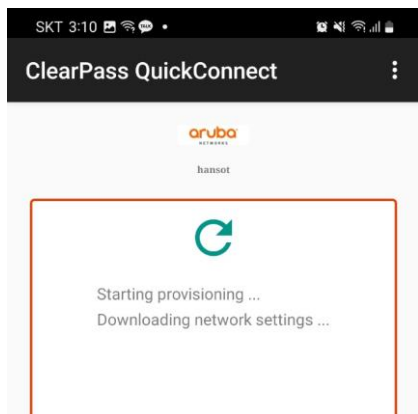 SKT 3:10
ClearPass QuickConnect
aruba
NETWORKS
hansot
Starting provisioning ...
Downloading network settings ...